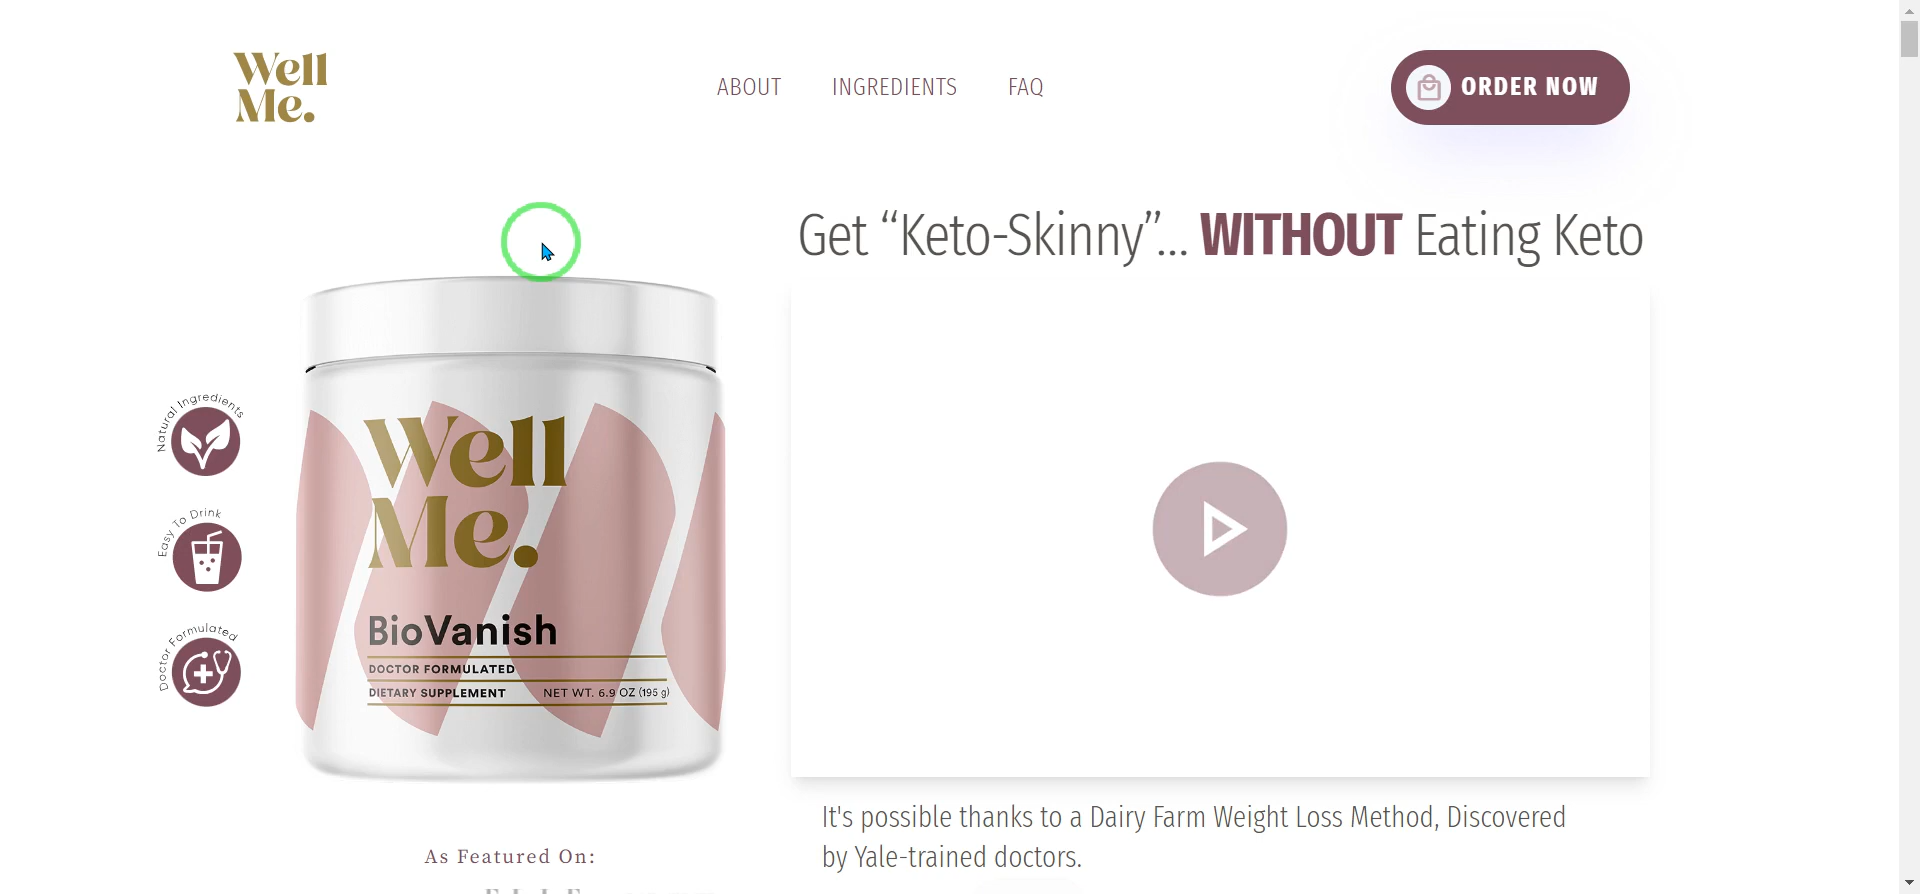 Well
Me.
ABOUT
INGREDIENTS
FAQ
ORDER NOW
Get “Keto-Skinny”... WITHOUT Eating Keto
Natural Ingredients
Easy To Drink
Doctor Formulated
Well
Me.
BioVanish
DOCTOR FORMULATED
DIETARY SUPPLEMENT NET WT. 6.9 OZ (195 g)
It's possible thanks to a Dairy Farm Weight Loss Method, Discovered
by Yale-trained doctors.
As Featured On: